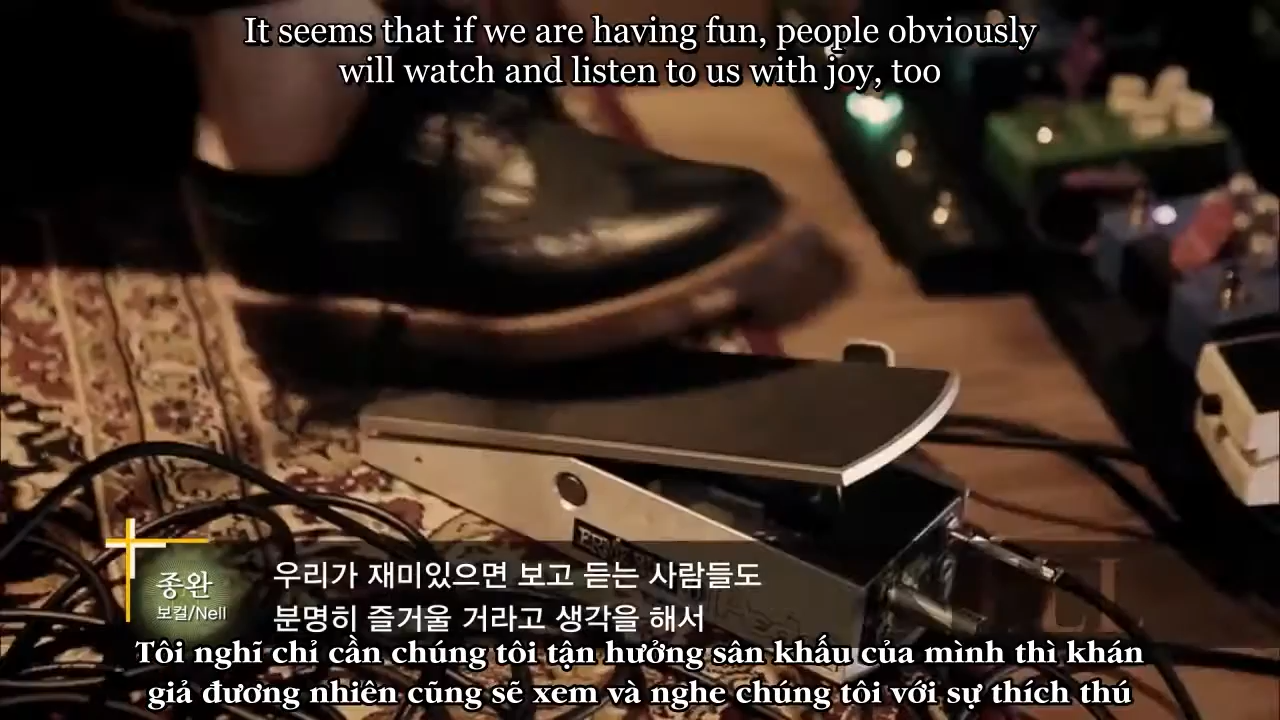 It seems that if we are having fun, people obviously
will watch and listen to us with joy, too
종완
보컬/Nell
우리가 재미있으면 보고 듣는 사람들도
분명히 즐거울 거라고 생각을 해서
Tôi nghĩ chỉ cần chúng tôi tận hưởng sân khấu của mình thì khán
giả đương nhiên cũng sẽ xem và nghe chúng tôi với sự thích thú